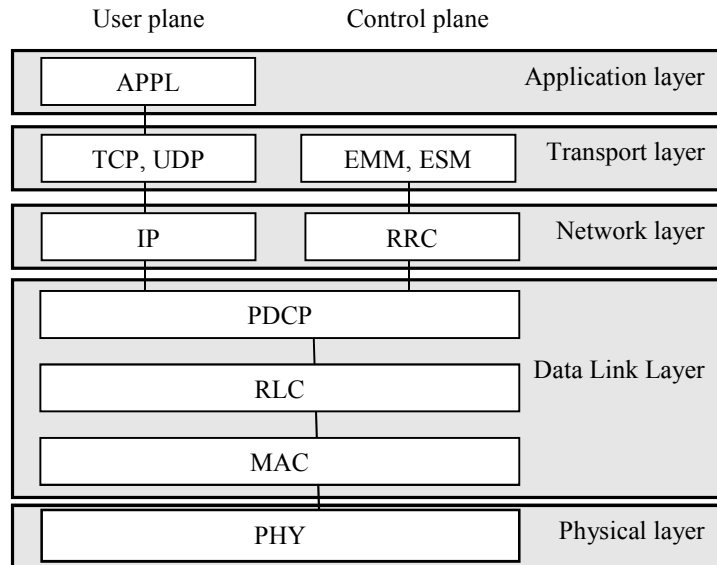 User plane Control plane
APPL Application layer
TCP, UDP EMM, ESM Transport layer
IP RRC Network layer
PDCP
RLC Data Link Layer
MAC
PHY Physical layer